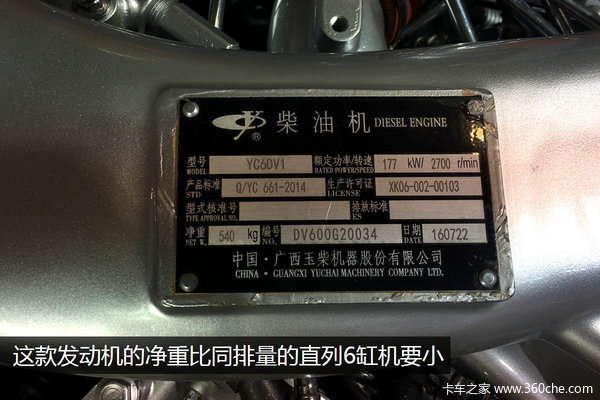 柴油机 DIESEL ENGINE
型号 YC6DV1 额定功率/转速 177 kW/ 2700 r/min
MODEL RATED POWER/SPEED
产品标准 Q/YC 661-2014 生产许可证 XK06-002-00103
STD LICENSE
型式核准号 排放标准
TYPE APPROVAL NO. ES
净重 540 kg 编号 DV600G20034 日期 160722
NET W. NO. DATE
中国·广西玉柴机器股份有限公司
CHINA · GUANGXI YUCHAI MACHINERY COMPANY LTD.
这款发动机的净重比同排量的直列6缸机要小
卡车之家 www.360che.com